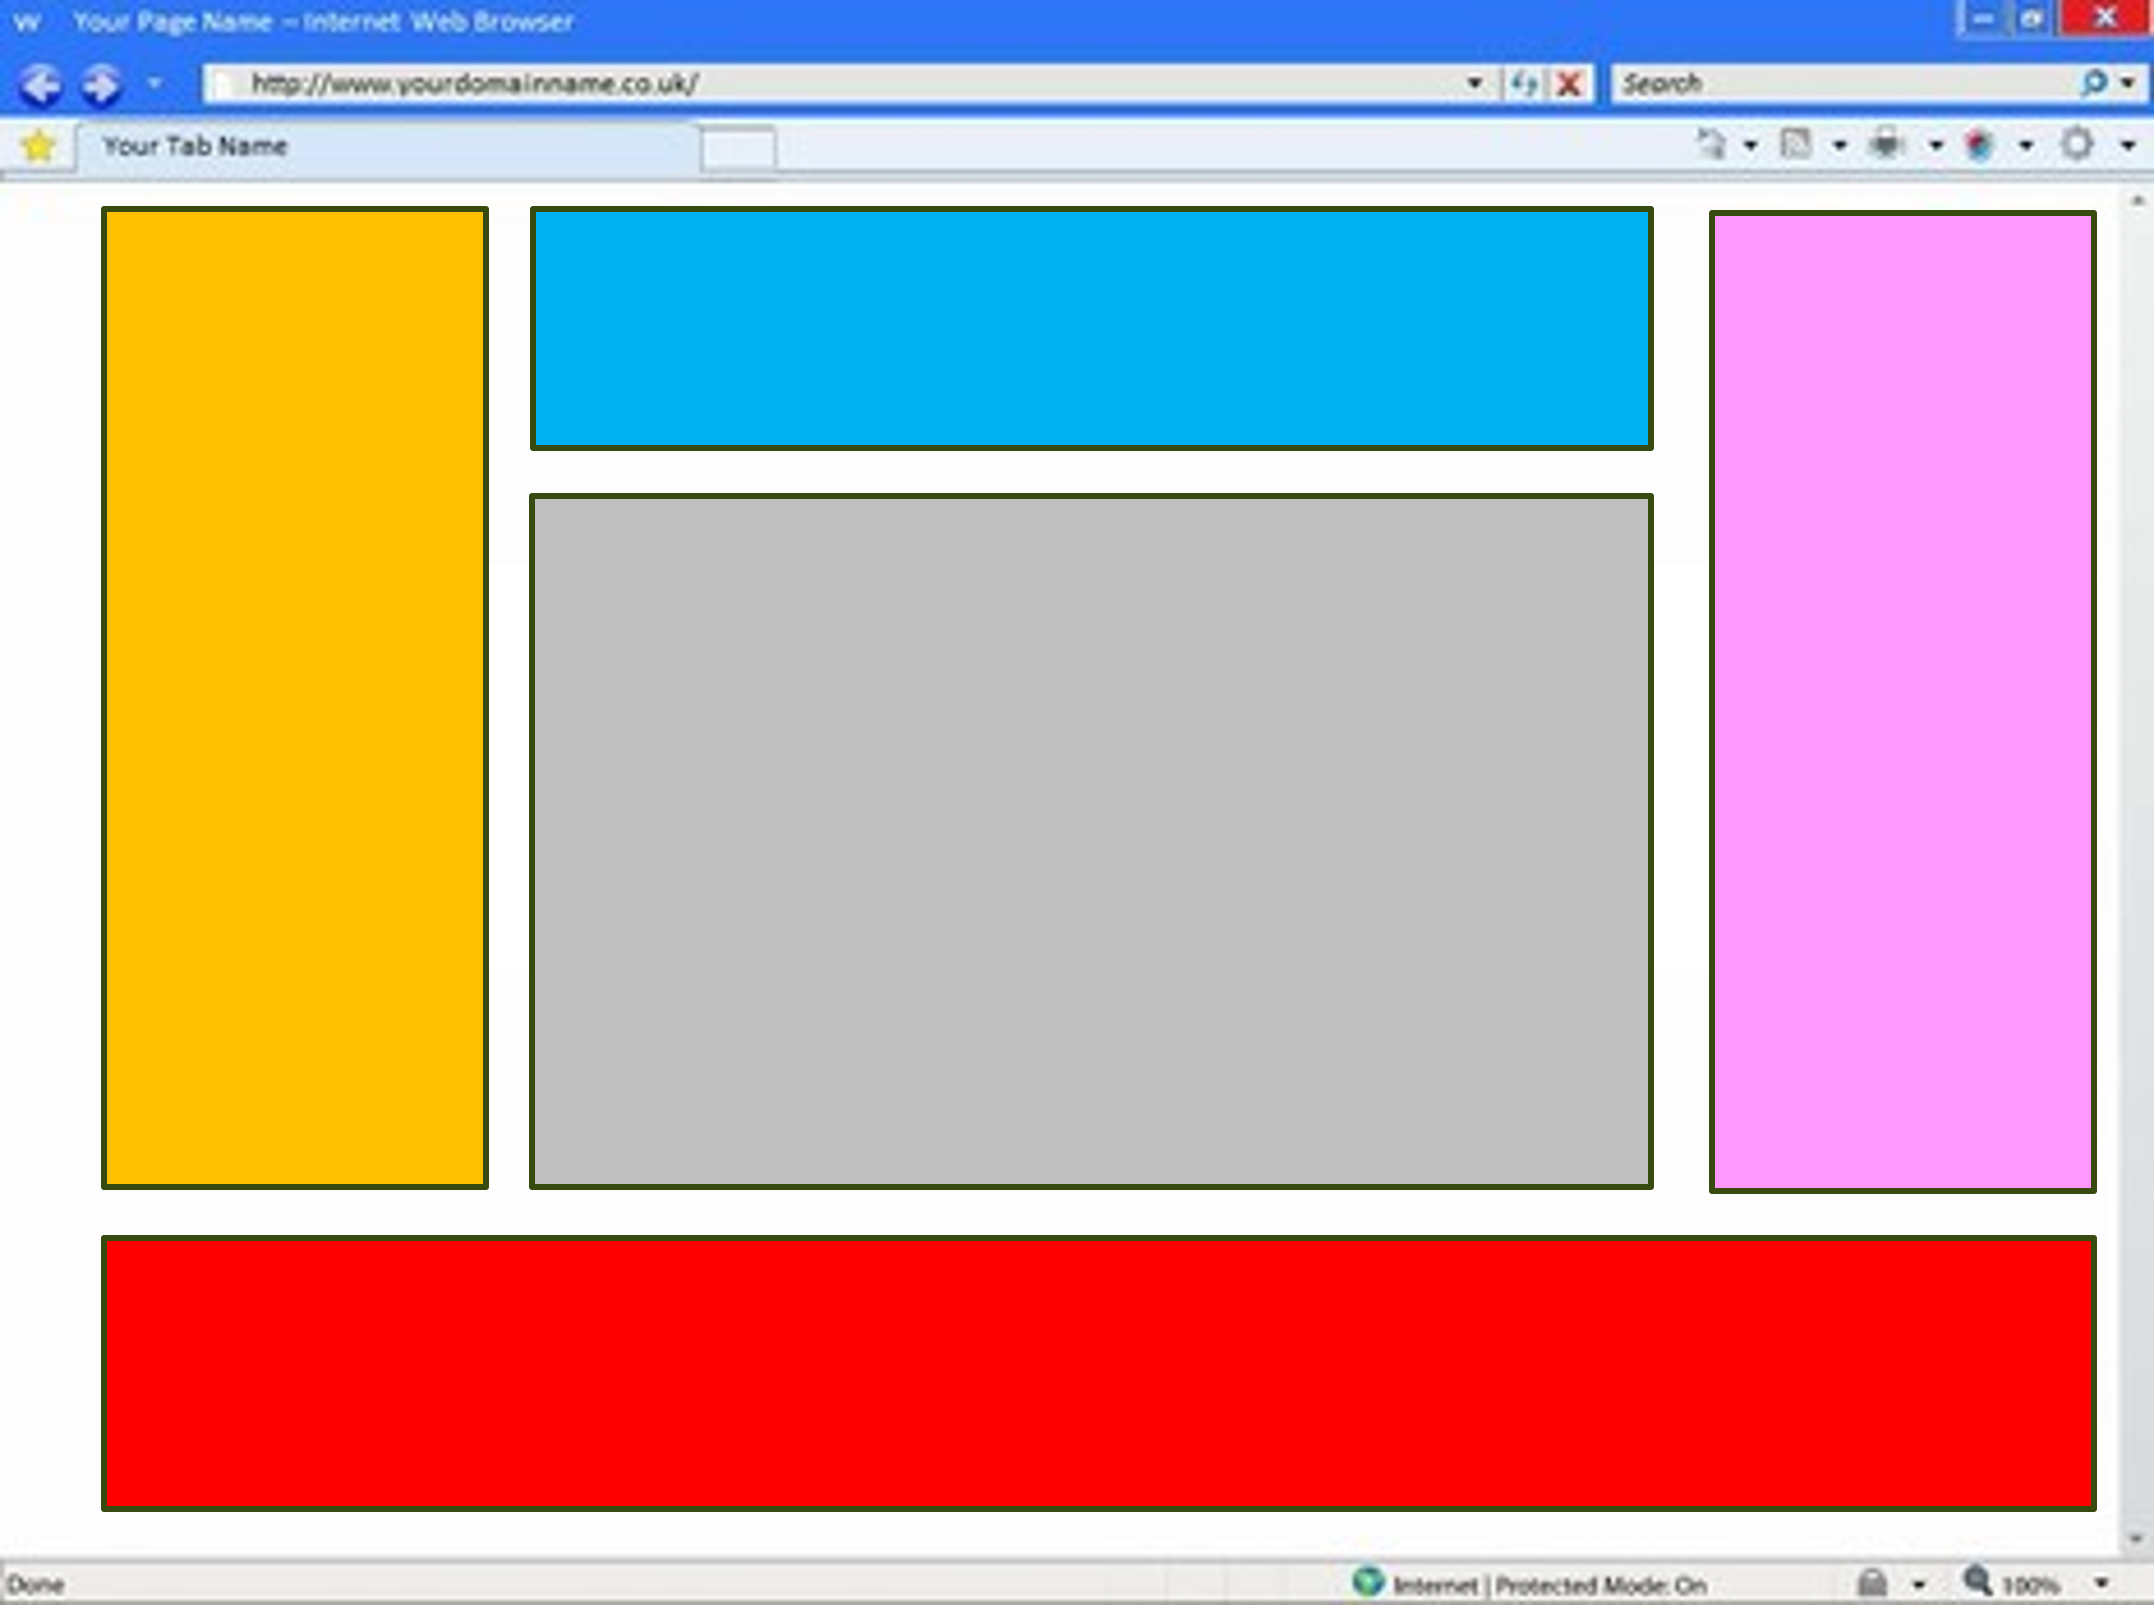 Your Page Name – Internet Web Browser
http://www.yourdomainname.co.uk/
Search
Your Tab Name
Done
Internet | Protected Mode: On
100%